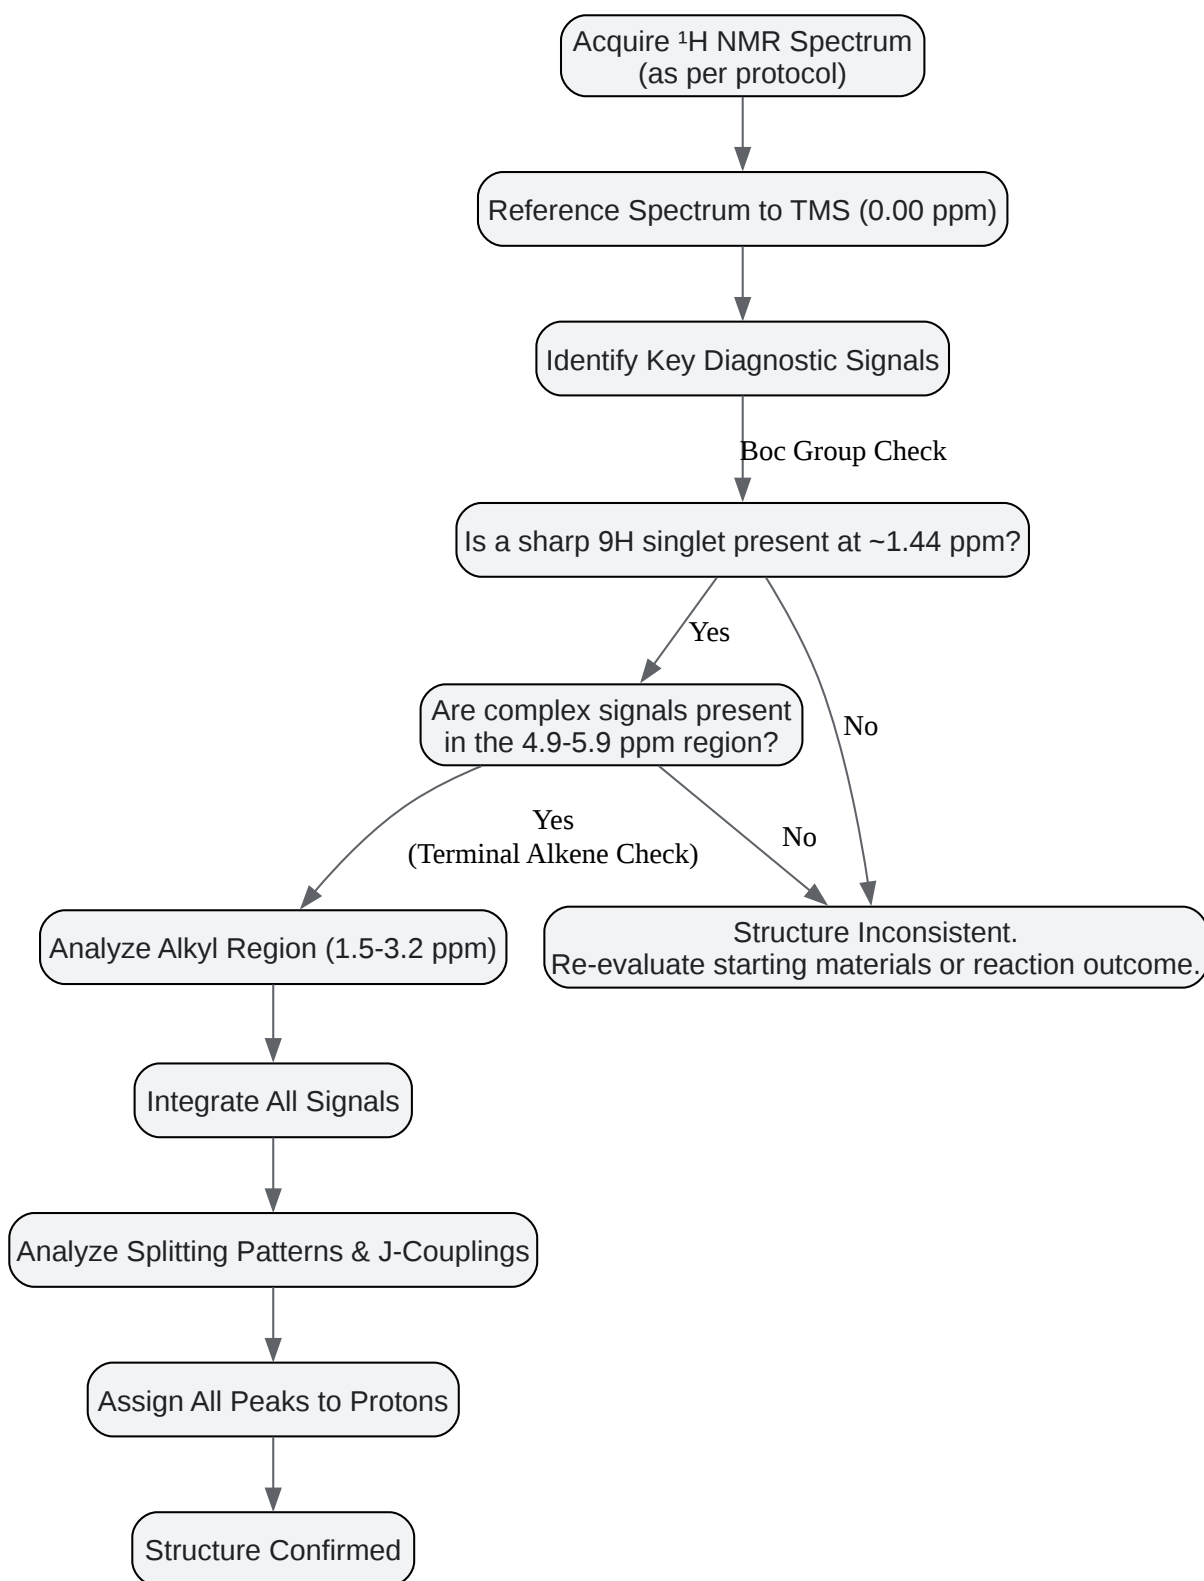 Acquire ¹H NMR Spectrum
(as per protocol)
Reference Spectrum to TMS (0.00 ppm)
Identify Key Diagnostic Signals
Boc Group Check
Is a sharp 9H singlet present at ~1.44 ppm?
Yes
No
Are complex signals present
in the 4.9-5.9 ppm region?
Yes
(Terminal Alkene Check)
No
Analyze Alkyl Region (1.5-3.2 ppm)
Structure Inconsistent.
Re-evaluate starting materials or reaction outcome.
Integrate All Signals
Analyze Splitting Patterns & J-Couplings
Assign All Peaks to Protons
Structure Confirmed